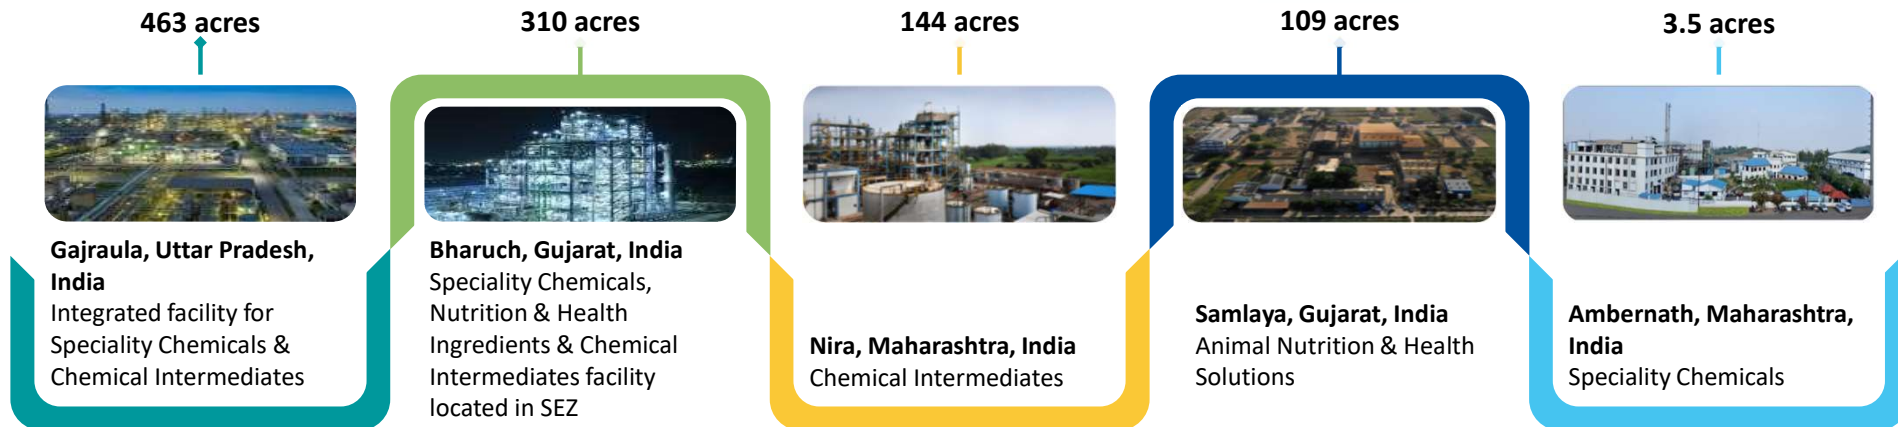 463 acres
Gajraula, Uttar Pradesh,
India
Integrated facility for
Speciality Chemicals &
Chemical Intermediates
310 acres
Bharuch, Gujarat, India
Speciality Chemicals,
Nutrition & Health
Ingredients & Chemical
Intermediates facility
located in SEZ
144 acres
Nira, Maharashtra, India
Chemical Intermediates
109 acres
Samlaya, Gujarat, India
Animal Nutrition & Health
Solutions
3.5 acres
Ambernath, Maharashtra,
India
Speciality Chemicals